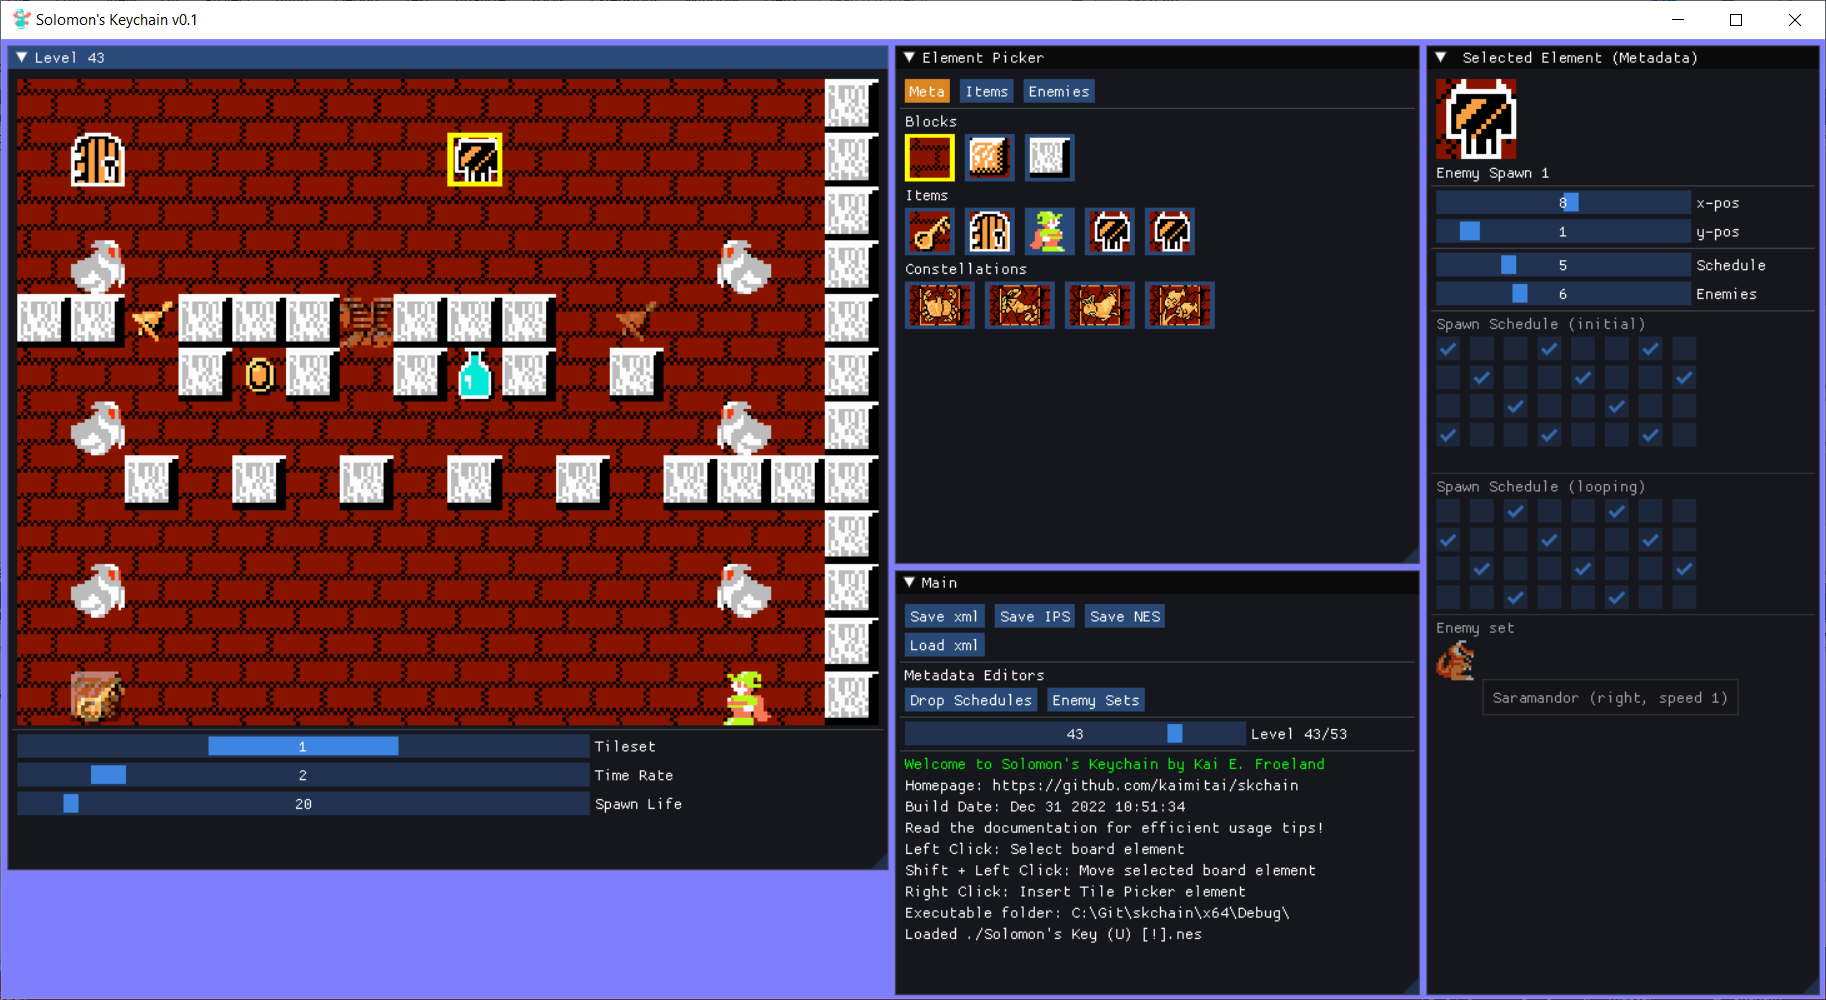 Solomon's Keychain v0.1
Level 43
1 Tileset
2 Time Rate
20 Spawn Life
Element Picker
Meta Items Enemies
Blocks
Items
Constellations
Main
Save xml Save IPS Save NES
Load xml
Metadata Editors
Drop Schedules Enemy Sets
43 Level 43/53
Welcome to Solomon's Keychain by Kai E. Froeland
Homepage: https://github.com/kaimitai/skchain
Build Date: Dec 31 2022 10:51:34
Read the documentation for efficient usage tips!
Left Click: Select board element
Shift + Left Click: Move selected board element
Right Click: Insert Tile Picker element
Executable folder: C:\Git\skchain\x64\Debug\
Loaded ./Solomon's Key (U) [!].nes
Selected Element (Metadata)
Enemy Spawn 1
8 x-pos
1 y-pos
5 Schedule
6 Enemies
Spawn Schedule (initial)
Spawn Schedule (looping)
Enemy set
Saramandor (right, speed 1)